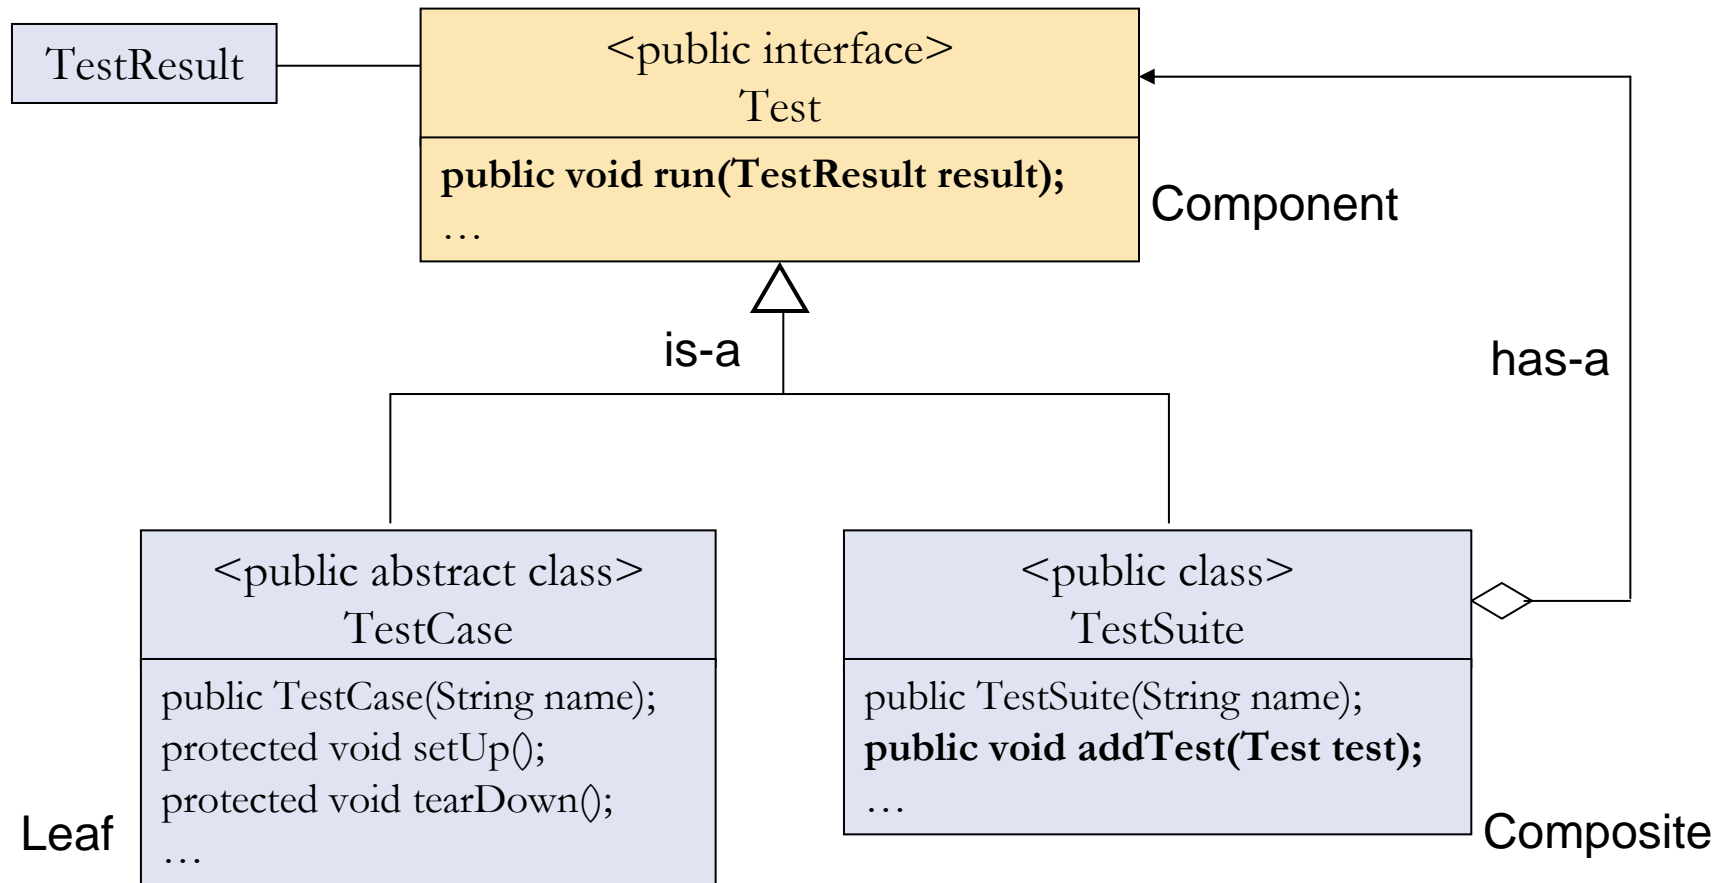 TestResult
<public interface>
Test
public void run(TestResult result);
…
Component
is-a
has-a
<public abstract class>
TestCase
public TestCase(String name);
protected void setUp();
protected void tearDown();
…
Leaf
<public class>
TestSuite
public TestSuite(String name);
public void addTest(Test test);
…
Composite